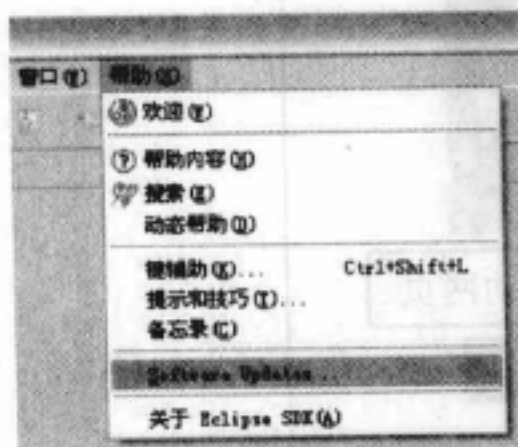 窗口(W) 帮助(H)
欢迎(W)
帮助内容(H)
搜索(E)
动态帮助(D)
键辅助(K)... Ctrl+Shift+L
提示和技巧(T)...
备忘录(C)
Software Updates...
关于 Eclipse SDK(A)